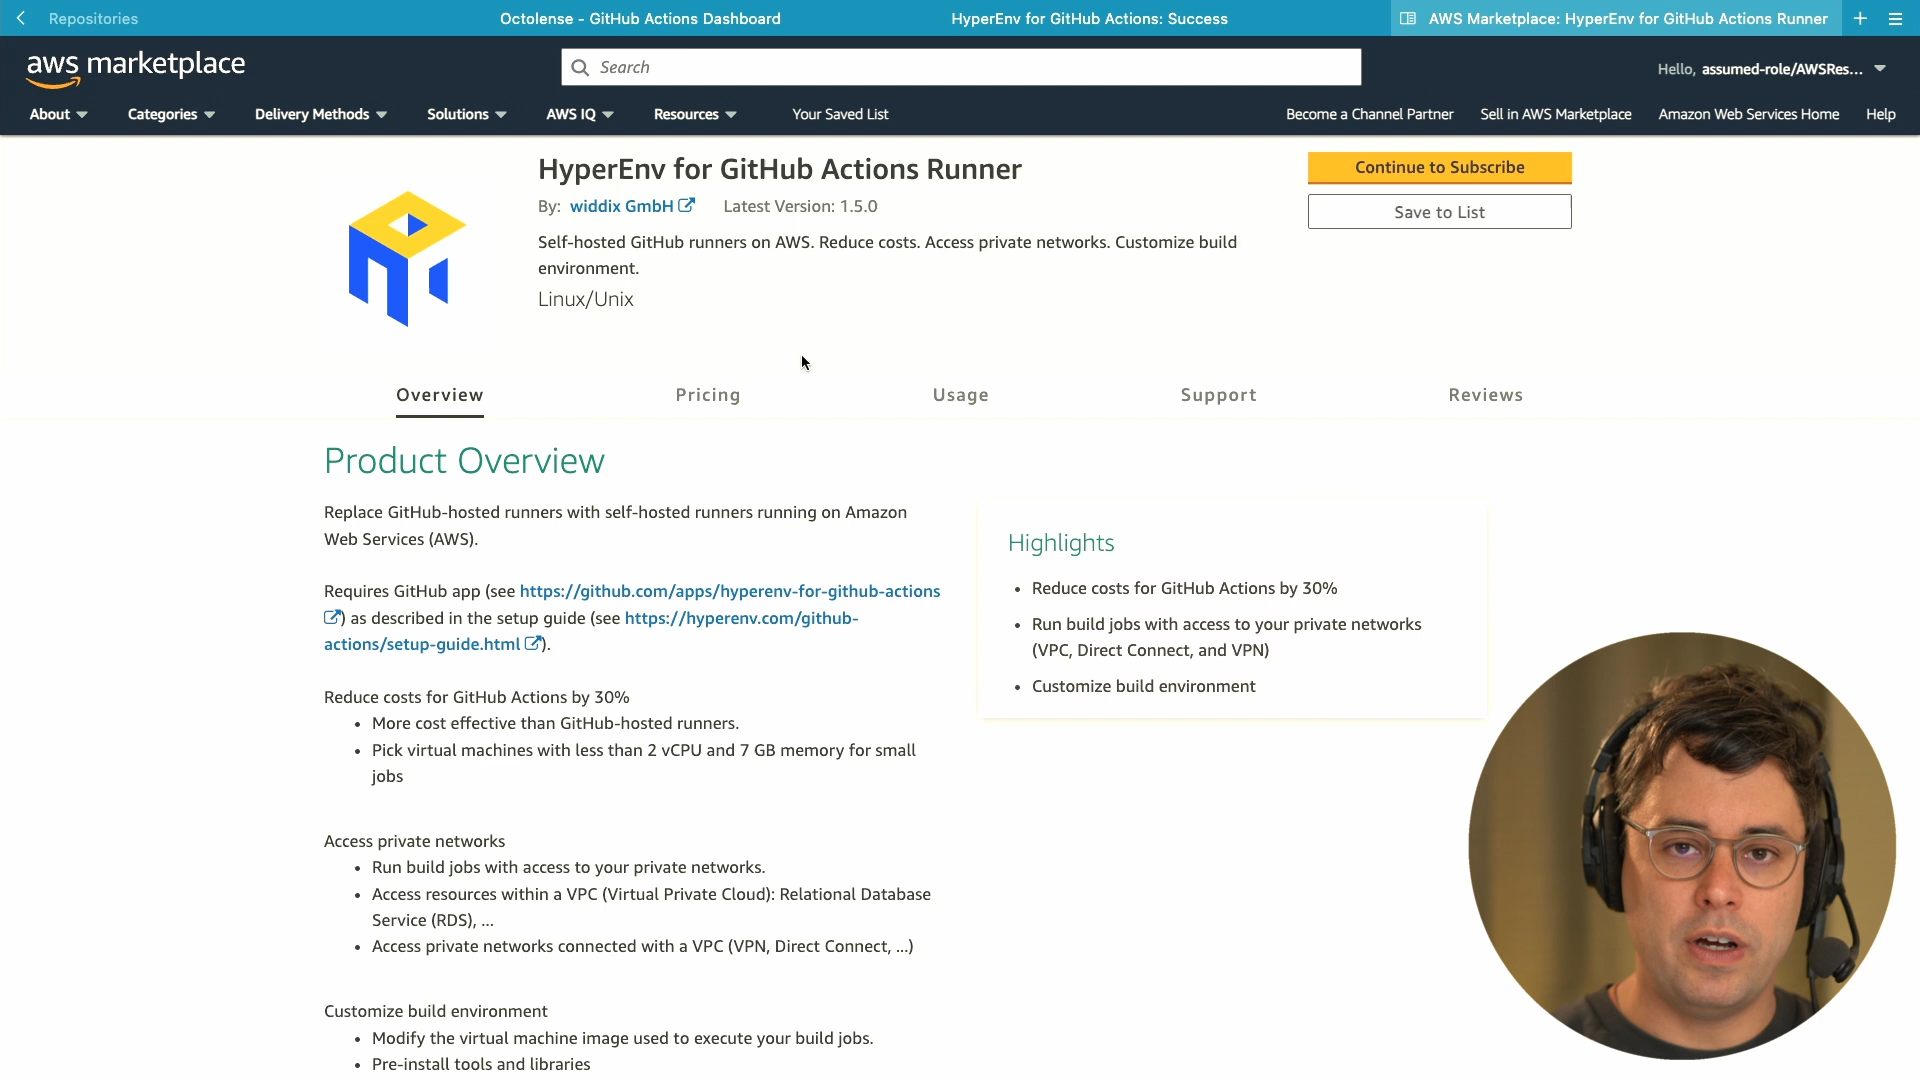 Repositories
Octolense - GitHub Actions Dashboard
HyperEnv for GitHub Actions: Success
AWS Marketplace: HyperEnv for GitHub Actions Runner
aws marketplace
Search
Hello, assumed-role/AWSRes...
About
Categories
Delivery Methods
Solutions
AWS IQ
Resources
Your Saved List
Become a Channel Partner
Sell in AWS Marketplace
Amazon Web Services Home
Help
HyperEnv for GitHub Actions Runner
By: widdix GmbH
Latest Version: 1.5.0
Self-hosted GitHub runners on AWS. Reduce costs. Access private networks. Customize build
environment.
Linux/Unix
Continue to Subscribe
Save to List
Overview
Pricing
Usage
Support
Reviews
Product Overview
Replace GitHub-hosted runners with self-hosted runners running on Amazon
Web Services (AWS).
Requires GitHub app (see https://github.com/apps/hyperenv-for-github-actions
) as described in the setup guide (see https://hyperenv.com/github-
actions/setup-guide.html ).
Reduce costs for GitHub Actions by 30%
• More cost effective than GitHub-hosted runners.
• Pick virtual machines with less than 2 vCPU and 7 GB memory for small
jobs
Access private networks
• Run build jobs with access to your private networks.
• Access resources within a VPC (Virtual Private Cloud): Relational Database
Service (RDS), ...
• Access private networks connected with a VPC (VPN, Direct Connect, ...)
Customize build environment
• Modify the virtual machine image used to execute your build jobs.
• Pre-install tools and libraries
Highlights
• Reduce costs for GitHub Actions by 30%
• Run build jobs with access to your private networks
(VPC, Direct Connect, and VPN)
• Customize build environment